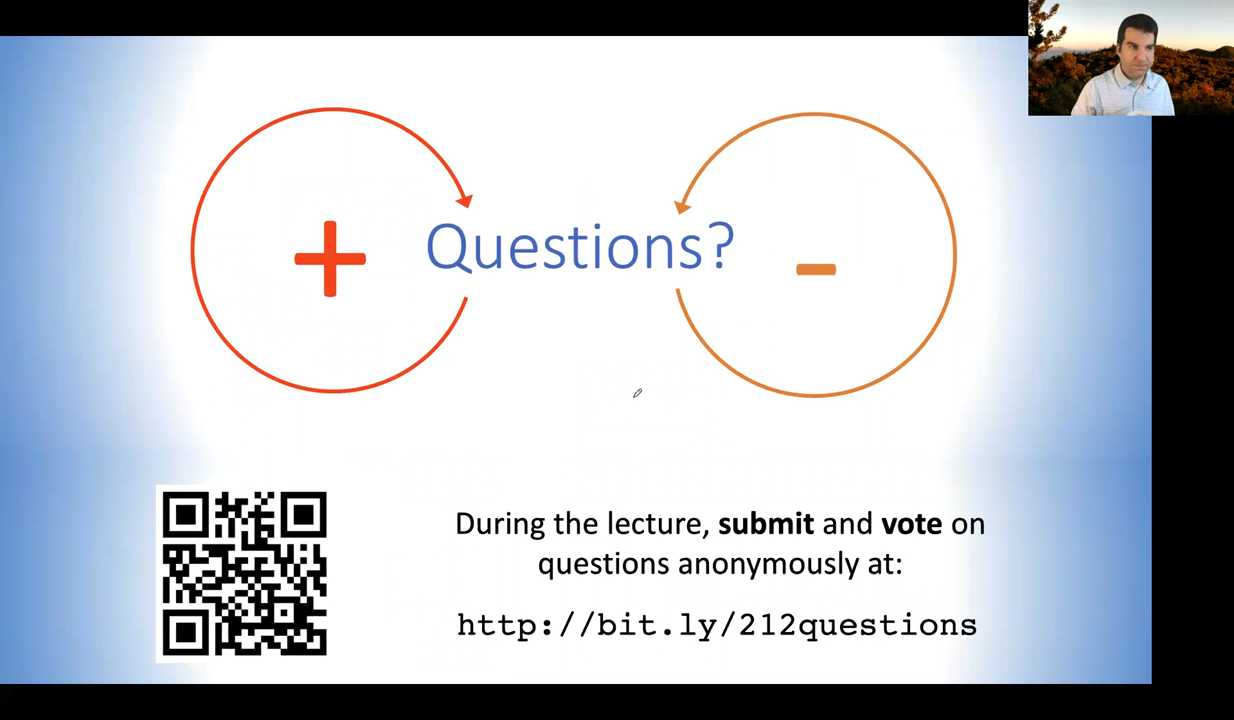 +
Questions?
-
During the lecture, submit and vote on
questions anonymously at:
http://bit.ly/212questions